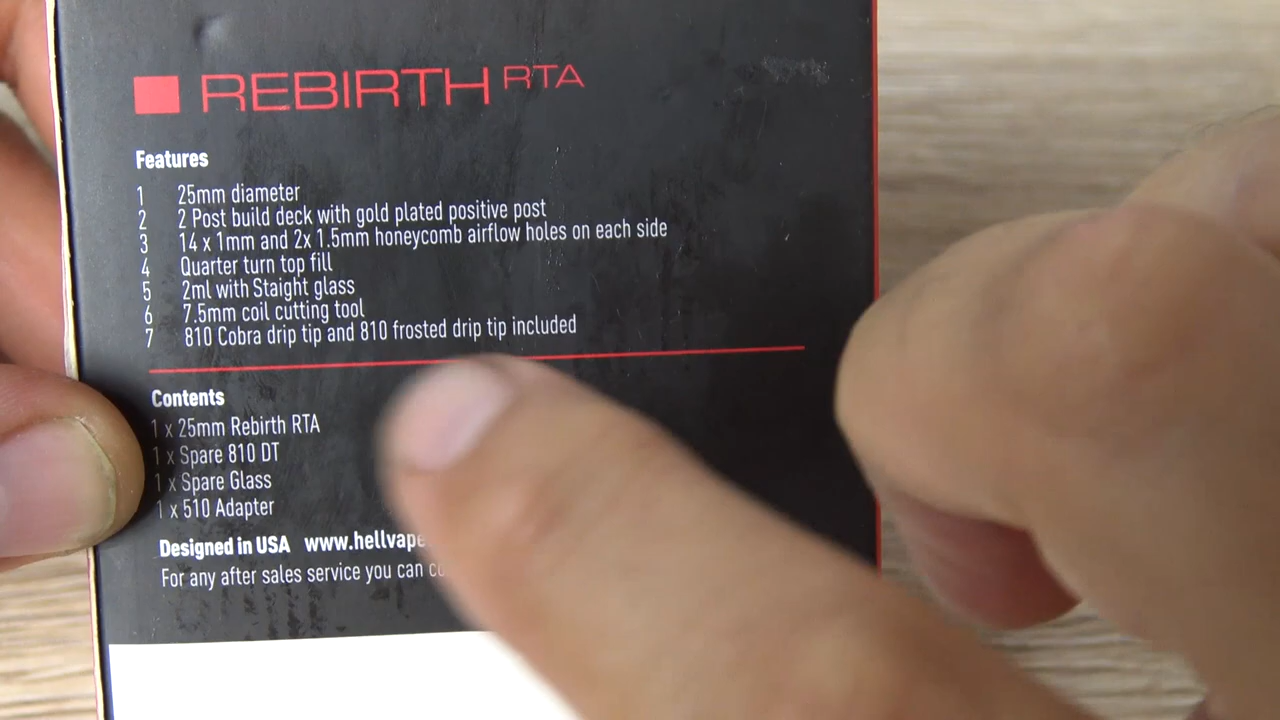 REBIRTH RTA
Features
1 25mm diameter
2 2 Post build deck with gold plated positive post
3 14 x 1mm and 2x 1.5mm honeycomb airflow holes on each side
4 Quarter turn top fill
5 2ml with Staight glass
6 7.5mm coil cutting tool
7 810 Cobra drip tip and 810 frosted drip tip included
Contents
1 x 25mm Rebirth RTA
1 x Spare 810 DT
1 x Spare Glass
1 x 510 Adapter
Designed in USA www.hellvape
For any after sales service you can